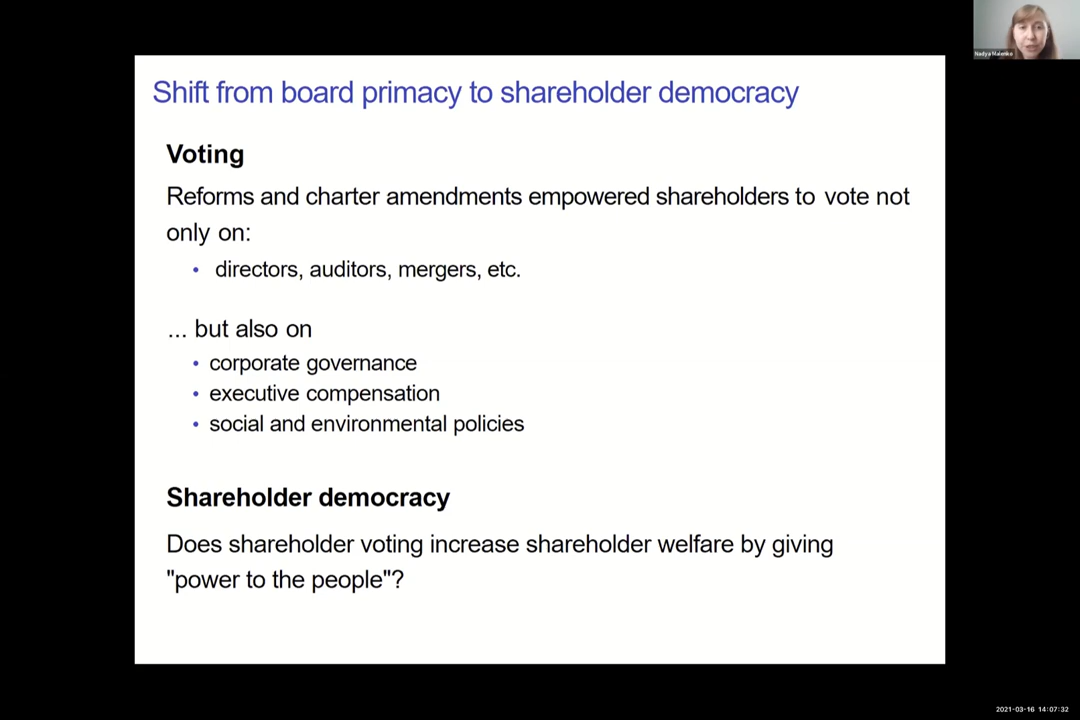 Nadya Malenko
Shift from board primacy to shareholder democracy
Voting
Reforms and charter amendments empowered shareholders to vote not
only on:
• directors, auditors, mergers, etc.
... but also on
• corporate governance
• executive compensation
• social and environmental policies
Shareholder democracy
Does shareholder voting increase shareholder welfare by giving
"power to the people"?
2021-03-16 14:07:32